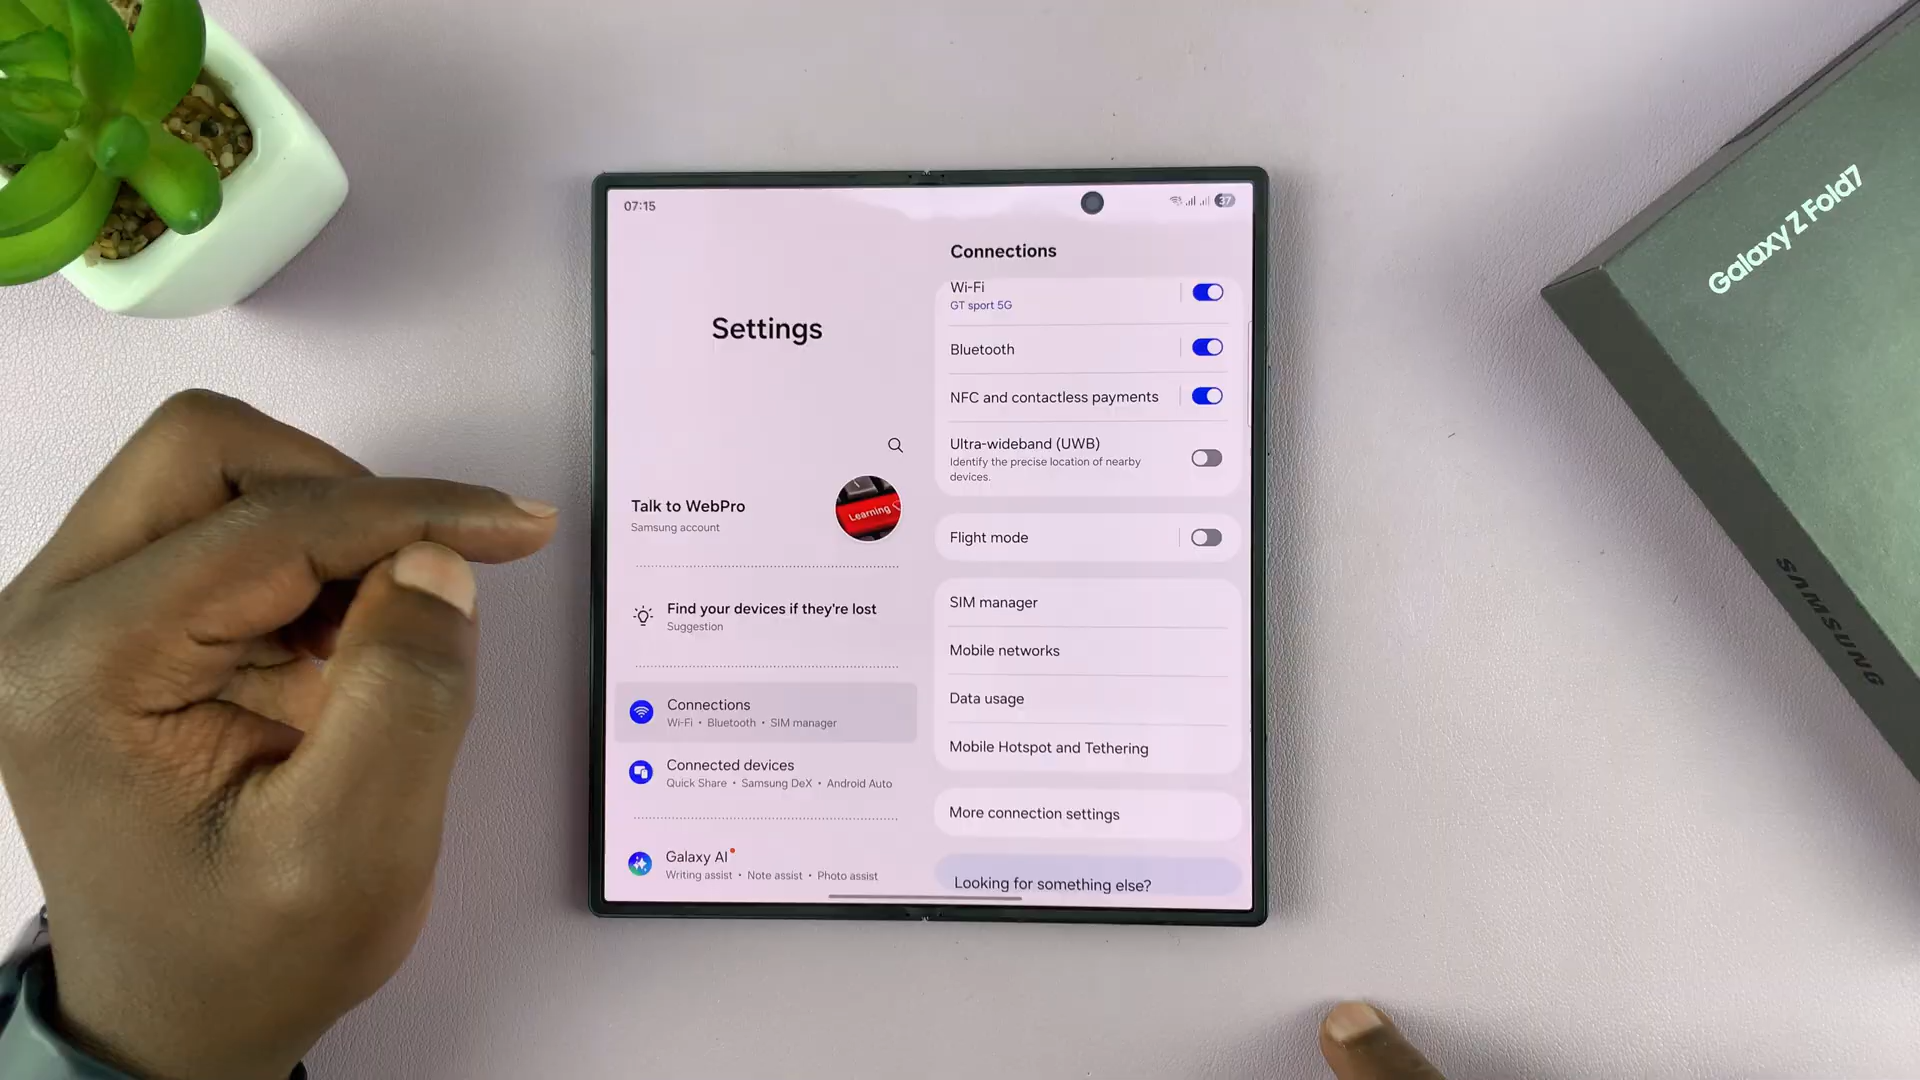 07:15
37
Settings
Talk to WebPro
Samsung account
Learning
Find your devices if they're lost
Suggestion
Connections
Wi-Fi • Bluetooth • SIM manager
Connected devices
Quick Share • Samsung DeX • Android Auto
Galaxy AI
Writing assist • Note assist • Photo assist
Connections
Wi-Fi
GT sport 5G
Bluetooth
NFC and contactless payments
Ultra-wideband (UWB)
Identify the precise location of nearby
devices.
Flight mode
SIM manager
Mobile networks
Data usage
Mobile Hotspot and Tethering
More connection settings
Looking for something else?
Galaxy Z Fold7
SAMSUNG